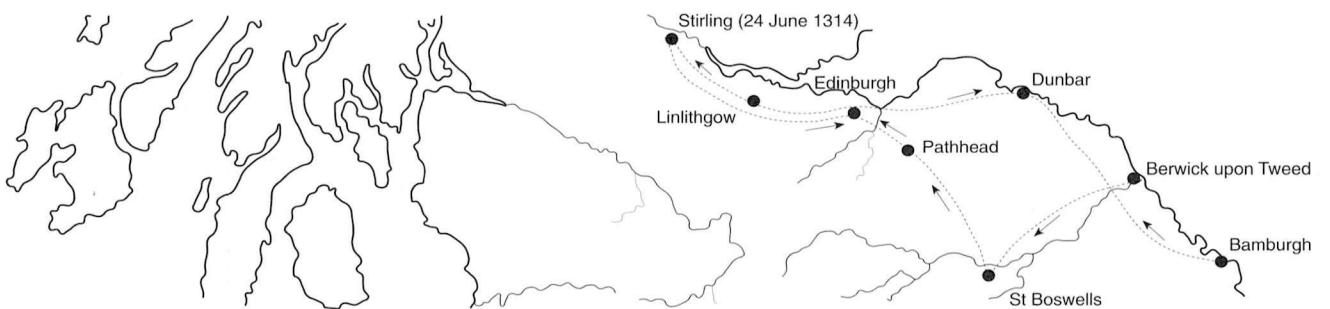 Stirling (24 June 1314)
Edinburgh
Dunbar
Linlithgow
Pathhead
Berwick upon Tweed
Bamburgh
St Boswells